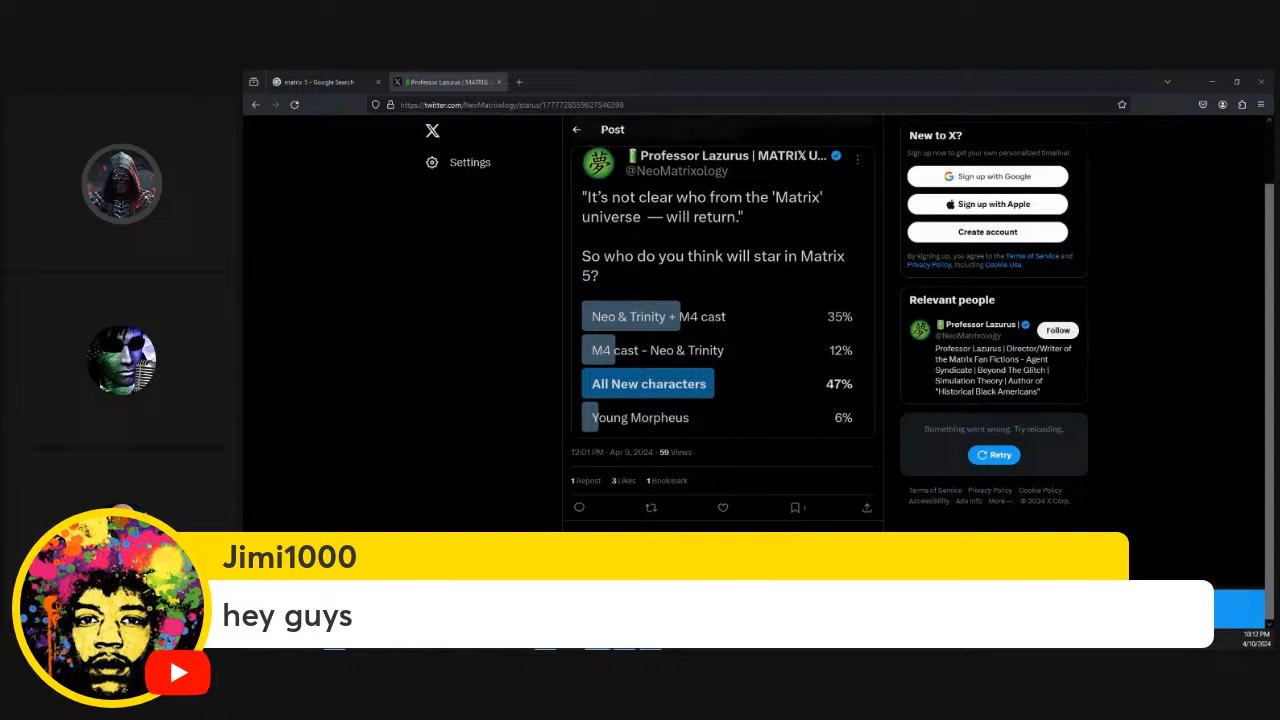 matrix 5 - Google Search
Professor Lazurus | MATRIX...
https://twitter.com/NeoMatrixology/status/1777728559827546398
Settings
Post
Professor Lazurus | MATRIX U...
@NeoMatrixology
"It's not clear who from the 'Matrix'
universe — will return."
So who do you think will star in Matrix
5?
Neo & Trinity + M4 cast 35%
M4 cast - Neo & Trinity 12%
All New characters 47%
Young Morpheus 6%
12:01 PM · Apr 9, 2024 · 59 Views
1 Repost 3 Likes 1 Bookmark
1
New to X?
Sign up now to get your own personalized timeline!
Sign up with Google
Sign up with Apple
Create account
By signing up, you agree to the Terms of Service and
Privacy Policy, including Cookie Use.
Relevant people
Professor Lazurus |
@NeoMatrixology
Follow
Professor Lazurus | Director/Writer of
the Matrix Fan Fictions - Agent
Syndicate | Beyond The Glitch |
Simulation Theory | Author of
"Historical Black Americans"
Something went wrong. Try reloading.
Retry
Terms of Service Privacy Policy Cookie Policy
Accessibility Ads info More ··· © 2024 X Corp.
Jimi1000
hey guys
10:12 PM
4/10/2024